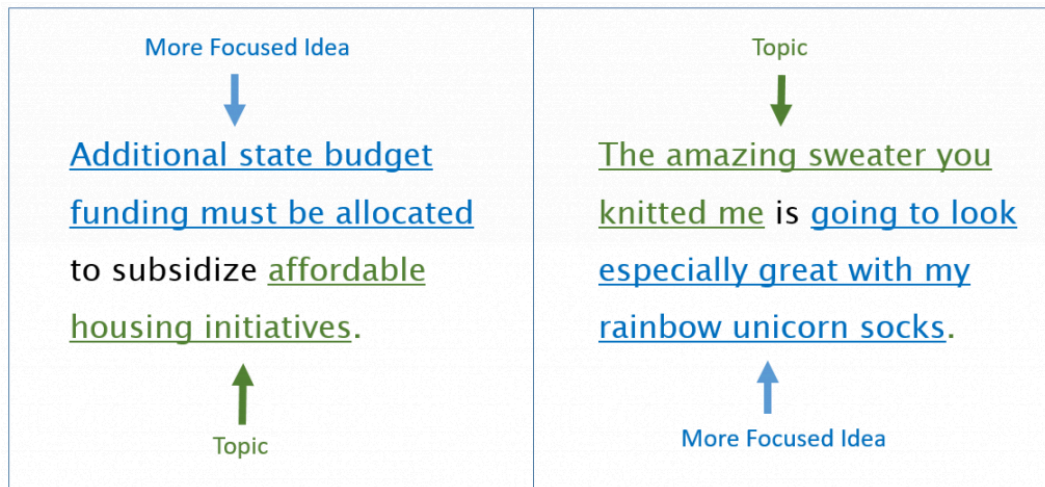 More Focused Idea
Additional state budget
funding must be allocated
to subsidize affordable
housing initiatives.
Topic
Topic
The amazing sweater you
knitted me is going to look
especially great with my
rainbow unicorn socks.
More Focused Idea